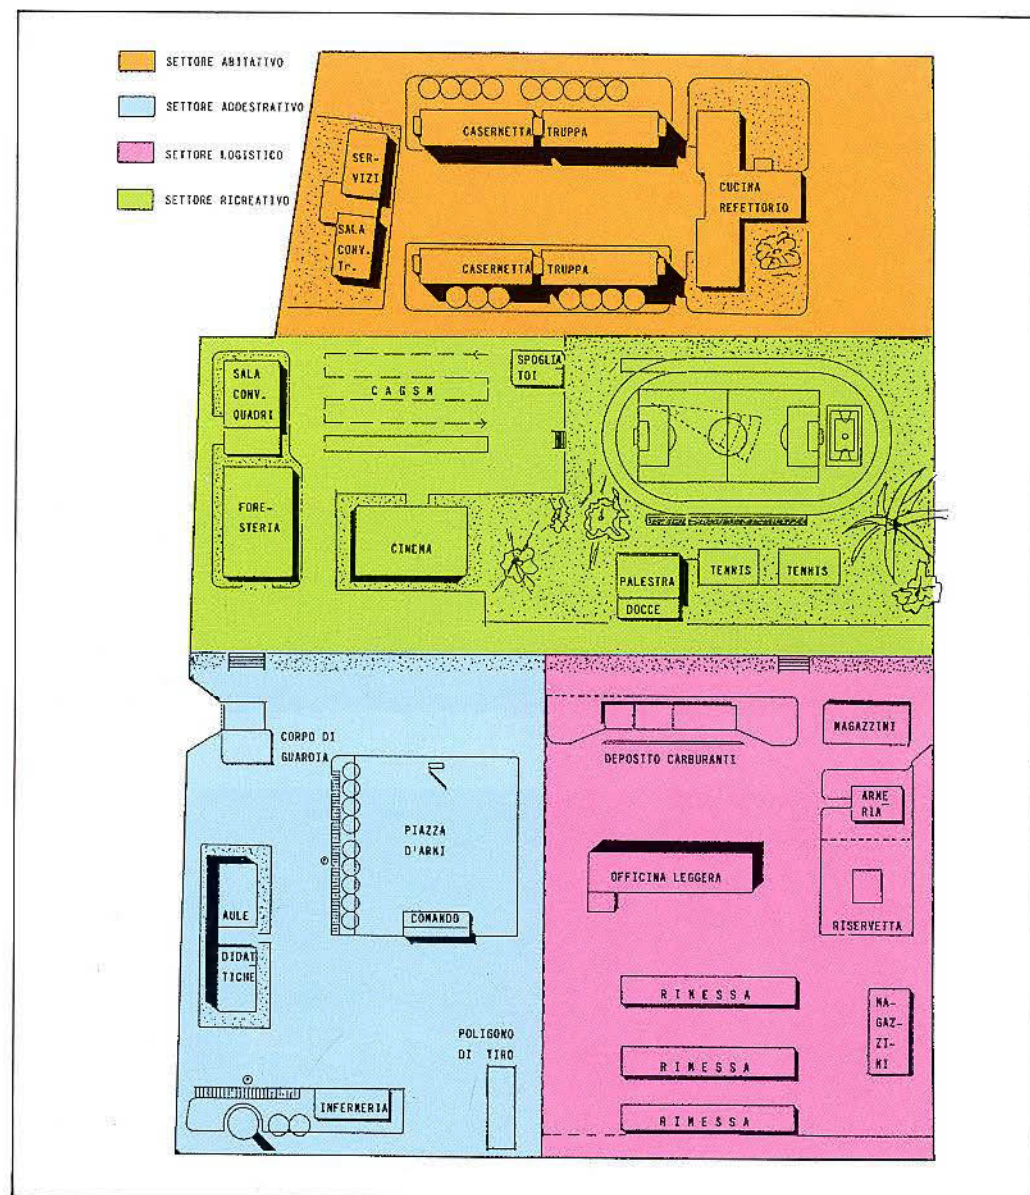 SETTORE ABITATIVO
SETTORE ADDESTRATIVO
SETTORE LOGISTICO
SETTORE RICREATIVO
CASERMETTA TRUPPA
SER-
VIZI
CUCINA
REFETTORIO
SALA
CONV.
Tr.
CASERMETTA TRUPPA
SALA
CONV.
QUADRI
C A G S M
SPOGLIA
TOI
FORE-
STERIA
CINEMA
PALESTRA
DOCCE
TENNIS
TENNIS
CORPO DI
GUARDIA
PIAZZA
D'ARMI
COMANDO
AULE
DIDAT
TICHE
POLIGONO
DI TIRO
INFERMERIA
DEPOSITO CARBURANTI
MAGAZZINI
ARME
RIA
OFFICINA LEGGERA
RISERVETTA
R I M E S S A
MA-
GAZ-
ZI-
NI
R I M E S S A
R I M E S S A